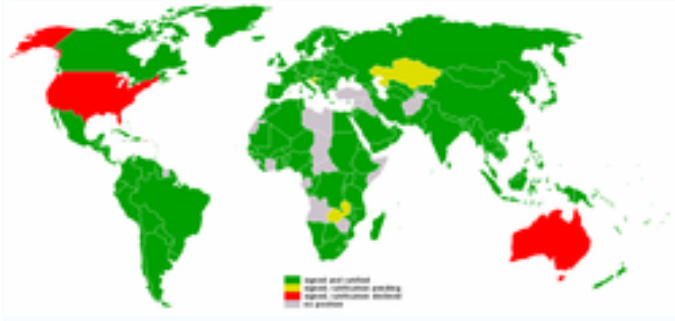 signed and ratified
signed, ratification pending
signed, ratification declined
no position